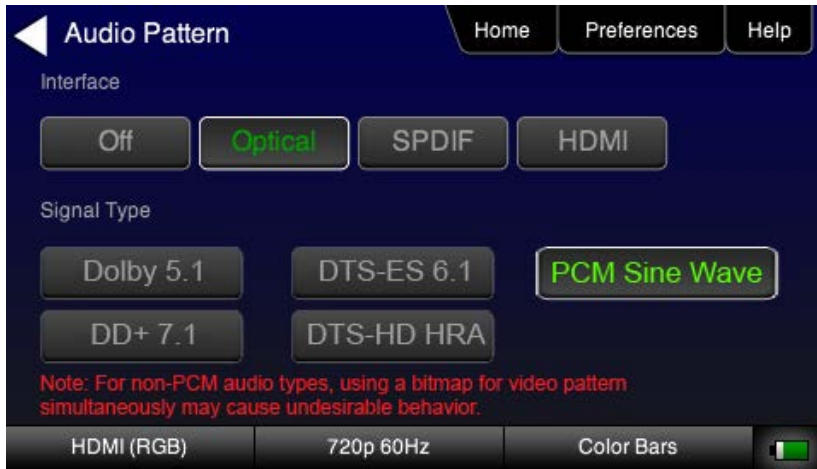 Audio Pattern
Home
Preferences
Help
Interface
Off
Optical
SPDIF
HDMI
Signal Type
Dolby 5.1
DTS-ES 6.1
PCM Sine Wave
DD+ 7.1
DTS-HD HRA
Note: For non-PCM audio types, using a bitmap for video pattern
simultaneously may cause undesirable behavior.
HDMI (RGB)
720p 60Hz
Color Bars